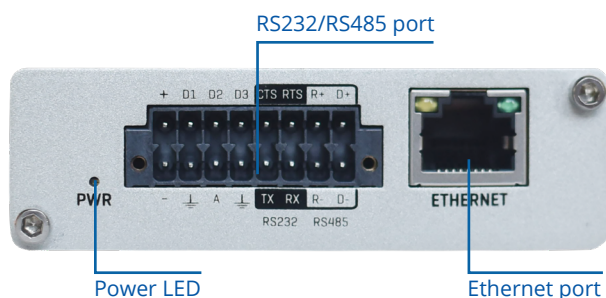 RS232/RS485 port
+ D1 D2 D3 CTS RTS R+ D+
PWR
- ⏚ A ⏚ TX RX R- D-
RS232 RS485
ETHERNET
Power LED
Ethernet port